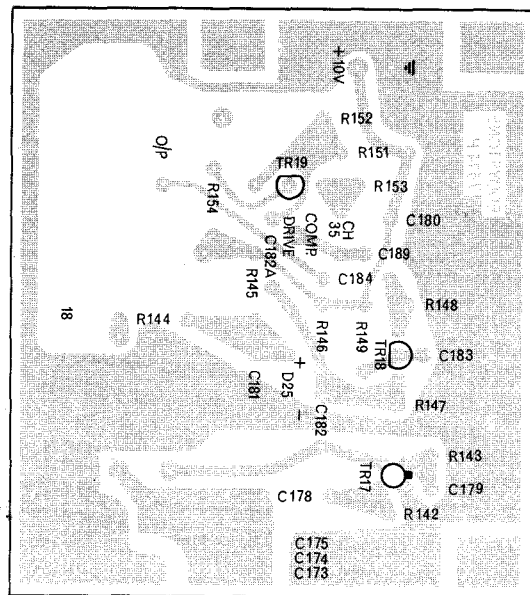 +10V
R152
O/P
R151
TR19
R153
R154
C180
COMP.
DRIVE
CH
35
C189
C182A
C184
R145
R148
18
R144
R146
R149
TR18
C183
+
D25
C181
−
R147
C182
R143
TR17
C178
C179
R142
C175
C174
C173